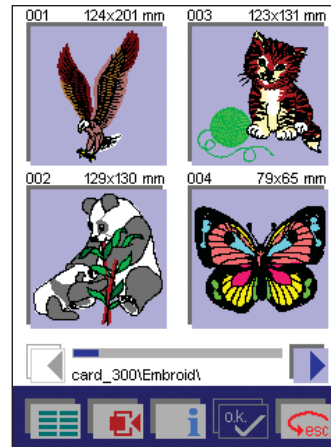 001 124x201 mm
003 123x131 mm
002 129x130 mm
004 79x65 mm
card_300\Embroid\
i
o.k.
esc